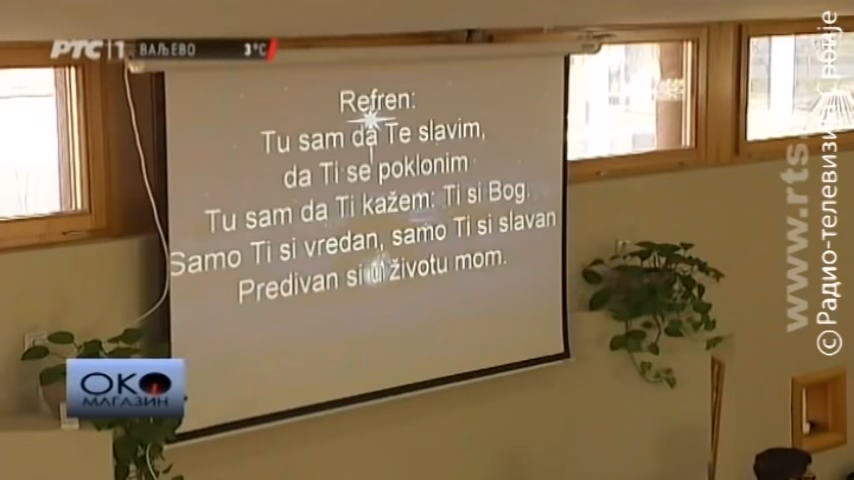 РТС|1 ВАЉЕВО 3°C
Refren:
Tu sam da Te slavim,
da Ti se poklonim
Tu sam da Ti kažem: Ti si Bog.
Samo Ti si vredan, samo Ti si slavan
Predivan si u životu mom.
ОКО
МАГАЗИН
www.rts.
© Радио-телевизија Србије